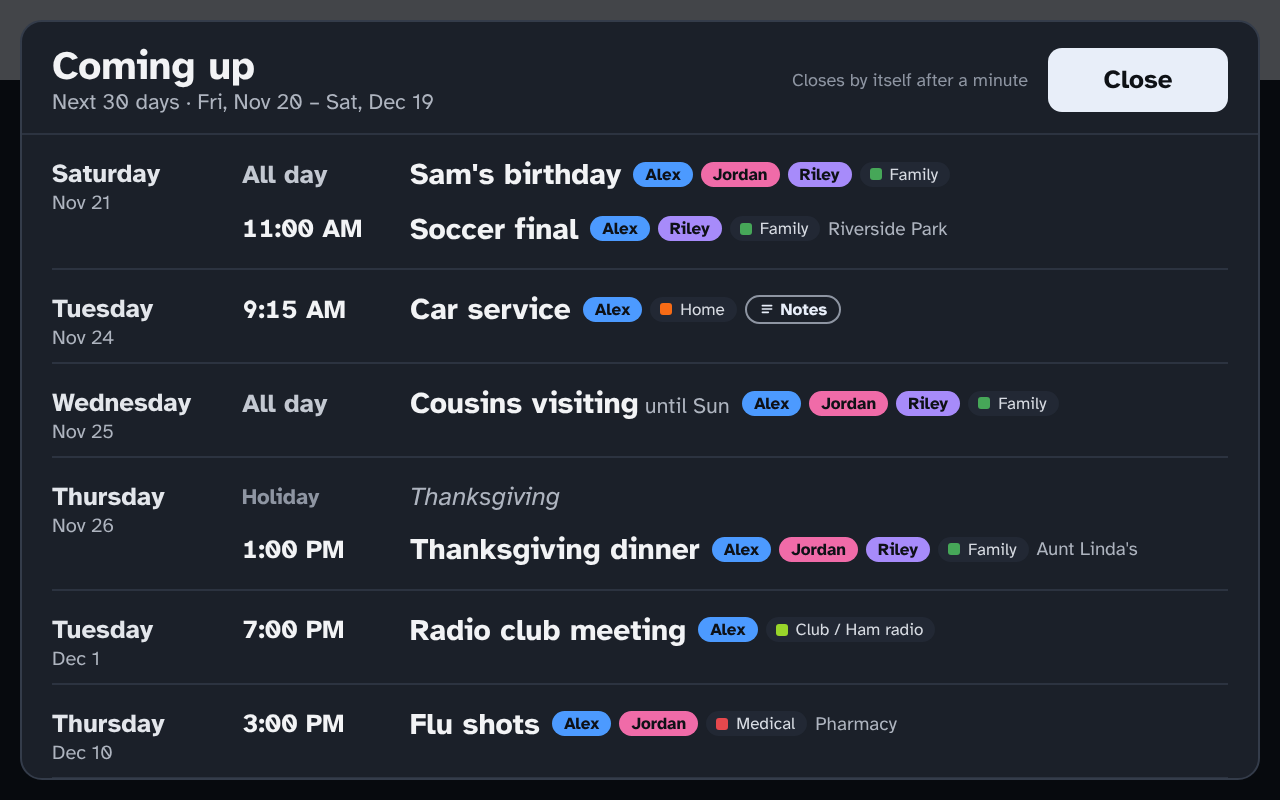 Coming up
Next 30 days · Fri, Nov 20 – Sat, Dec 19
Closes by itself after a minute
Close
Saturday
Nov 21
All day Sam's birthday Alex Jordan Riley Family
11:00 AM Soccer final Alex Riley Family Riverside Park
Tuesday
Nov 24
9:15 AM Car service Alex Home Notes
Wednesday
Nov 25
All day Cousins visiting until Sun Alex Jordan Riley Family
Thursday
Nov 26
Holiday Thanksgiving
1:00 PM Thanksgiving dinner Alex Jordan Riley Family Aunt Linda's
Tuesday
Dec 1
7:00 PM Radio club meeting Alex Club / Ham radio
Thursday
Dec 10
3:00 PM Flu shots Alex Jordan Medical Pharmacy